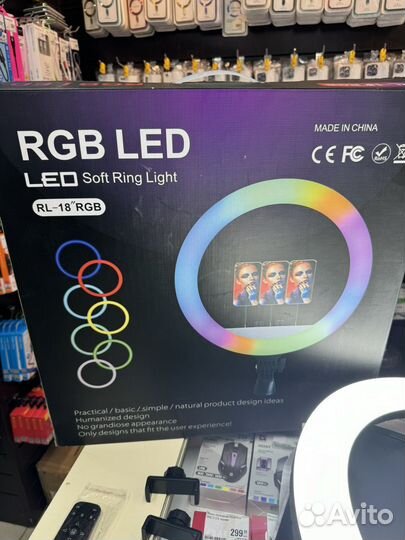 RGB LED
MADE IN CHINA
LED Soft Ring Light
CE FC RoHS
RL-18"RGB
Practical / basic /.simple / natural product design ideas
Humanized design
No grandiose appearance
Only designs that fit the user experience!
299
Avito